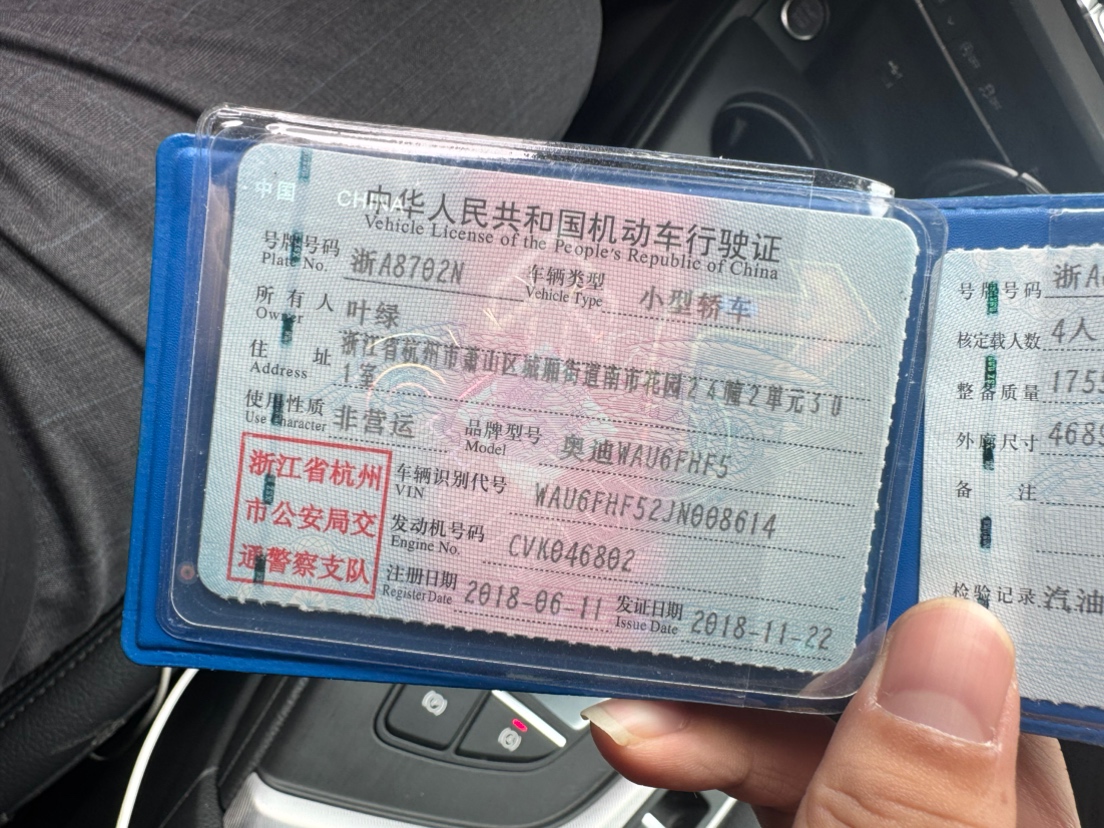 中国 CHINA
中华人民共和国机动车行驶证
Vehicle License of the People's Republic of China
号牌号码 浙A8702N 车辆类型 小型轿车
Plate No. Vehicle Type
所有人 叶绿
Owner
住址 浙江省杭州市萧山区城厢街道南市花园24幢2单元30
Address 1室
使用性质 非营运 品牌型号 奥迪WAU6FHF5
Use Character Model
浙江省杭州
市公安局交
通警察支队
车辆识别代号 WAU6FHF52JN008614
VIN
发动机号码 CVK046802
Engine No.
注册日期 2018-06-11 发证日期 2018-11-22
Register Date Issue Date
号牌号码 浙A
核定载人数 4人
整备质量 175
外廓尺寸 468
备注
检验记录 汽油